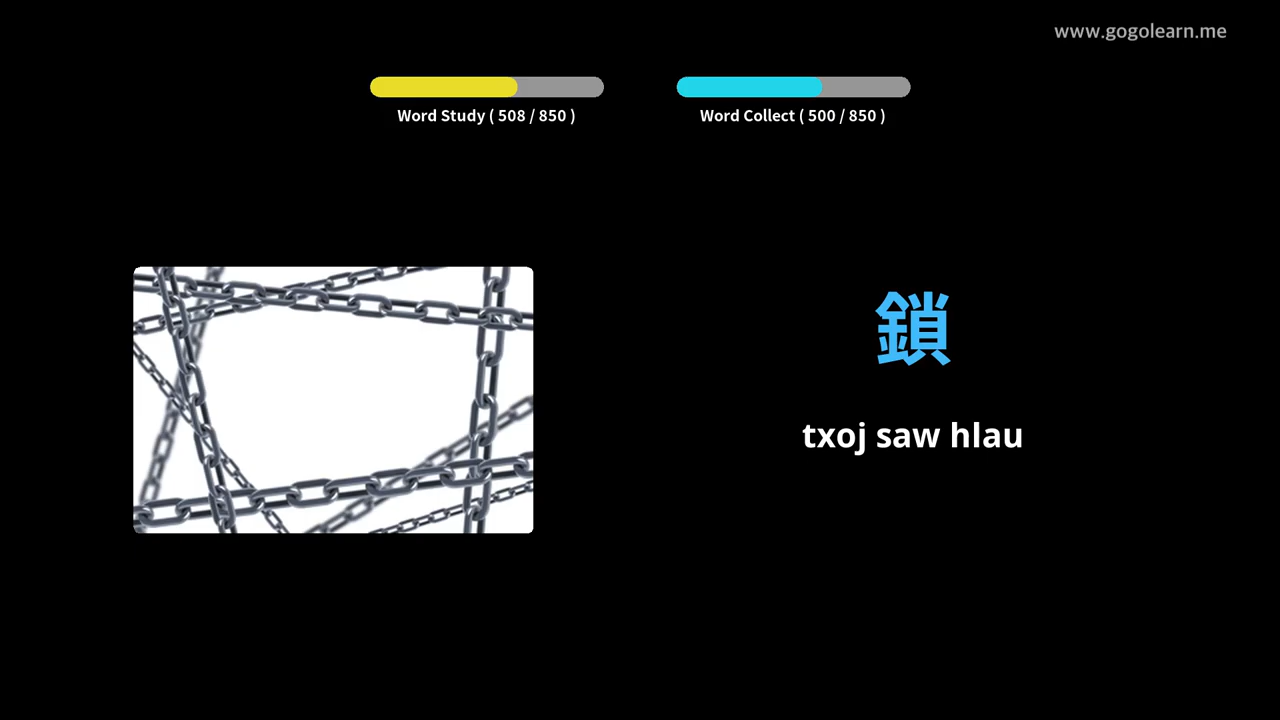 www.gogolearn.me
Word Study ( 508 / 850 )
Word Collect ( 500 / 850 )
鎖
txoj saw hlau